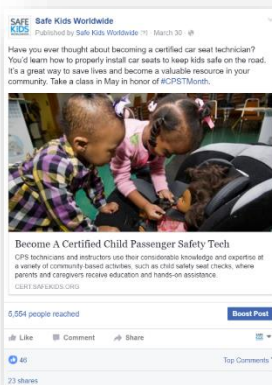 SAFE
KIDS
WORLDWIDE
Safe Kids Worldwide
Published by Safe Kids Worldwide · March 30 ·
Have you ever thought about becoming a certified car seat technician?
You'd learn how to properly install car seats to keep kids safe on the road.
It's a great way to save lives and become a valuable resource in your
community. Take a class in May in honor of #CPSTMonth.
Become A Certified Child Passenger Safety Tech
CPS technicians and instructors use their considerable knowledge and expertise at
a variety of community-based activities, such as child safety seat checks, where
parents and caregivers receive education and hands-on assistance.
CERT.SAFEKIDS.ORG
5,554 people reached
Boost Post
Like Comment Share
46
Top Comments
23 shares